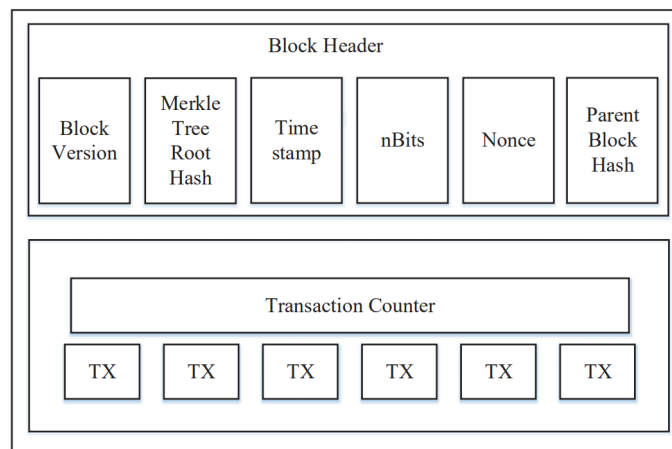 Block Header
Block
Version
Merkle
Tree
Root
Hash
Time
stamp
nBits
Nonce
Parent
Block
Hash
Transaction Counter
TX TX TX TX TX TX